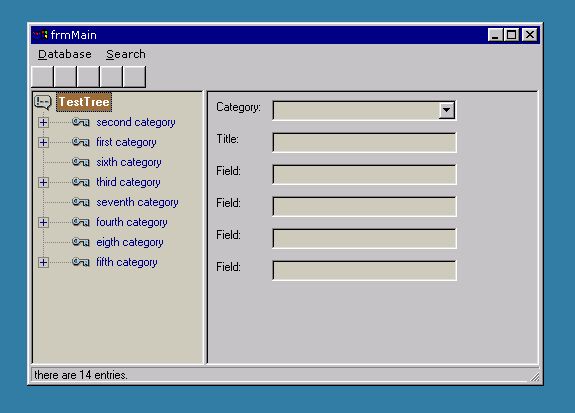 frmMain
Database Search
TestTree
second category
first category
sixth category
third category
seventh category
fourth category
eigth category
fifth category
Category:
Title:
Field:
Field:
Field:
Field:
there are 14 entries.